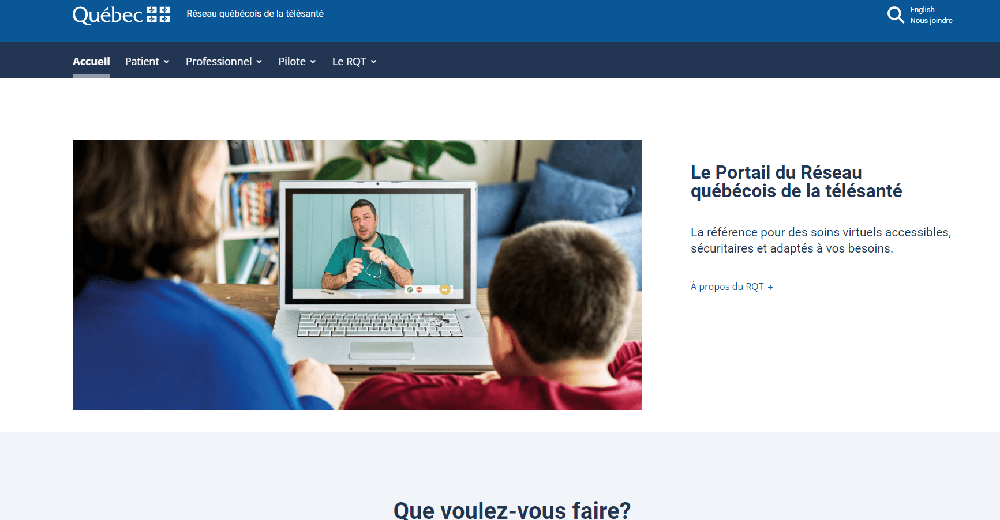 Québec
Réseau québécois de la télésanté
English
Nous joindre
Accueil
Patient
Professionnel
Pilote
Le RQT
Le Portail du Réseau
québécois de la télésanté
La référence pour des soins virtuels accessibles,
sécuritaires et adaptés à vos besoins.
À propos du RQT
Que voulez-vous faire?